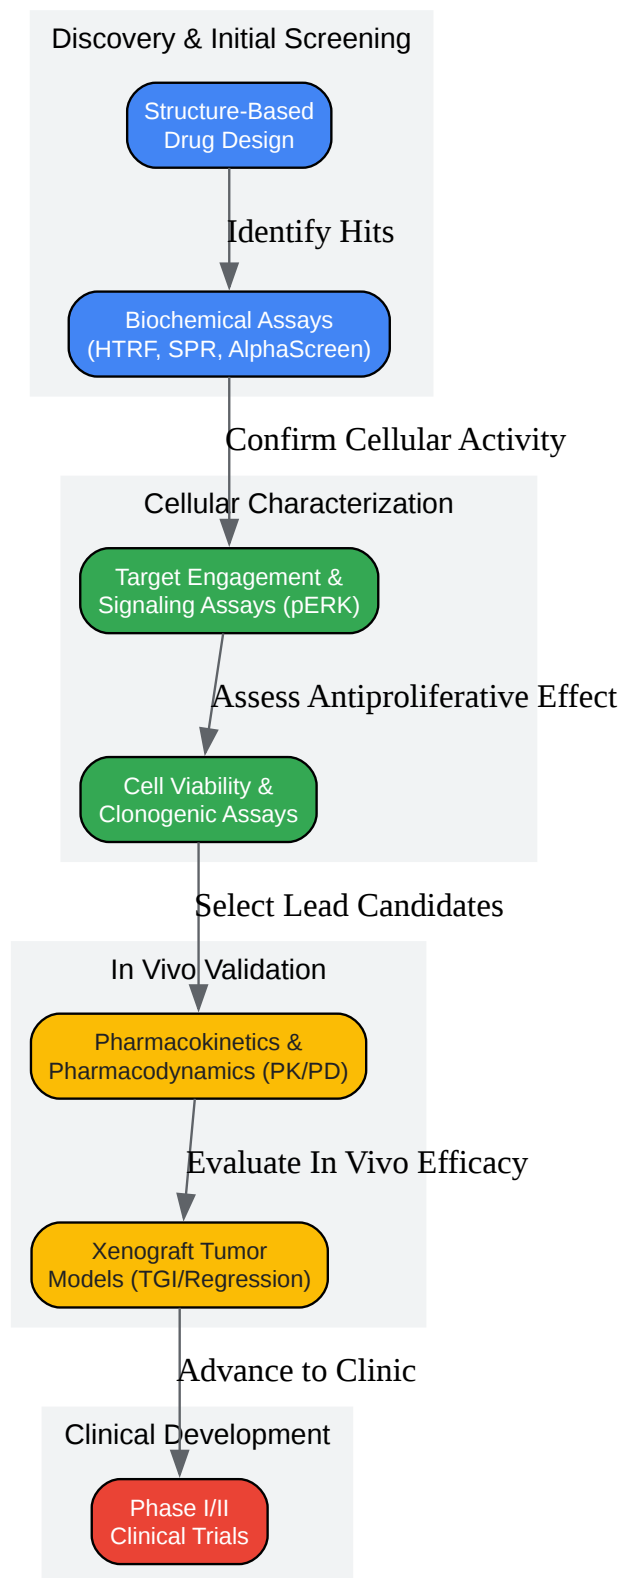 Discovery & Initial Screening
Structure-Based
Drug Design
Identify Hits
Biochemical Assays
(HTRF, SPR, AlphaScreen)
Confirm Cellular Activity
Cellular Characterization
Target Engagement &
Signaling Assays (pERK)
Assess Antiproliferative Effect
Cell Viability &
Clonogenic Assays
Select Lead Candidates
In Vivo Validation
Pharmacokinetics &
Pharmacodynamics (PK/PD)
Evaluate In Vivo Efficacy
Xenograft Tumor
Models (TGI/Regression)
Advance to Clinic
Clinical Development
Phase I/II
Clinical Trials